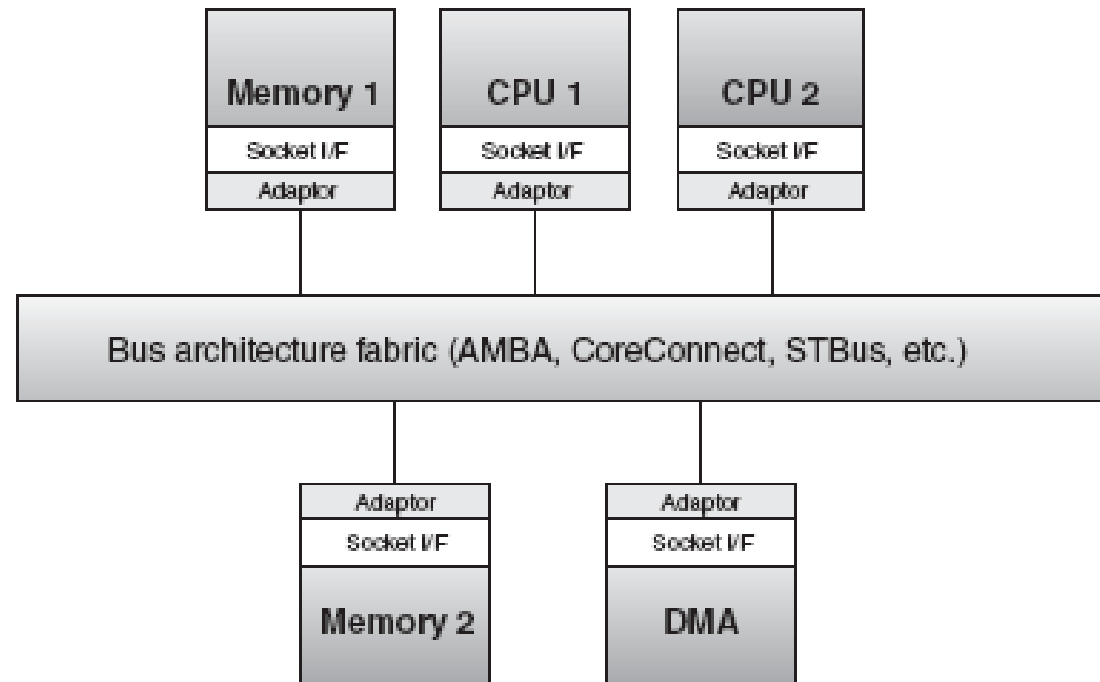 Memory 1
Socket I/F
Adaptor
CPU 1
Socket I/F
Adaptor
CPU 2
Socket I/F
Adaptor
Bus architecture fabric (AMBA, CoreConnect, STBus, etc.)
Adaptor
Socket I/F
Memory 2
Adaptor
Socket I/F
DMA